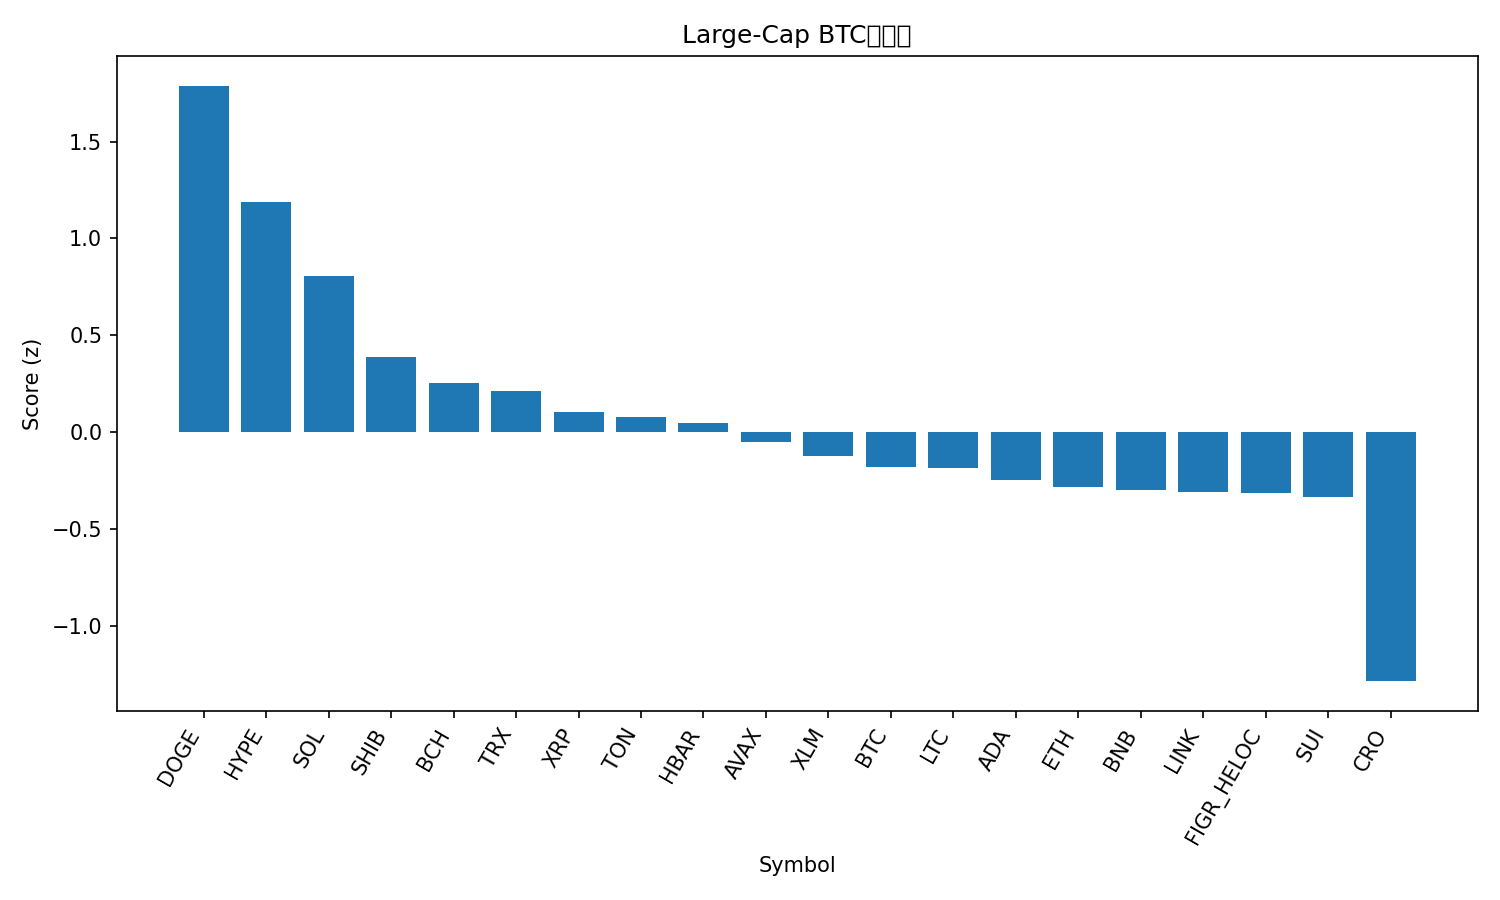 Large-Cap BTC
Score (z)
1.5
1.0
0.5
0.0
−0.5
−1.0
DOGE
HYPE
SOL
SHIB
BCH
TRX
XRP
TON
HBAR
AVAX
XLM
BTC
LTC
ADA
ETH
BNB
LINK
FIGR_HELOC
SUI
CRO
Symbol